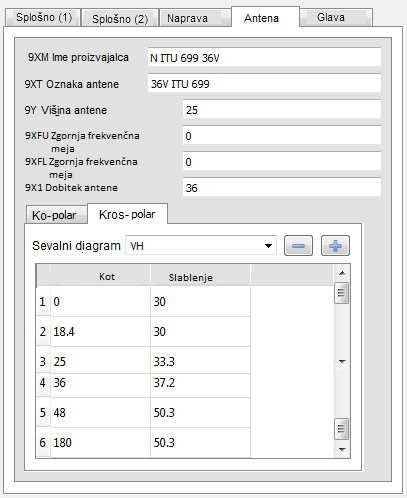 Splošno (1) Splošno (2) Naprava Antena Glava
9XM Ime proizvajalca N ITU 699 36V
9XT Oznaka antene 36V ITU 699
9Y Višjna antene 25
9XFU Zgornja frekvenčna meja 0
9XFL Zgornja frekvenčna meja 0
9X1 Dobitek antene 36
Ko-polar Kros-polar
Sevalni djagram VH
Kot Slablenje
1 0 30
2 18.4 30
3 25 33.3
4 36 37.2
5 48 50.3
6 180 50.3